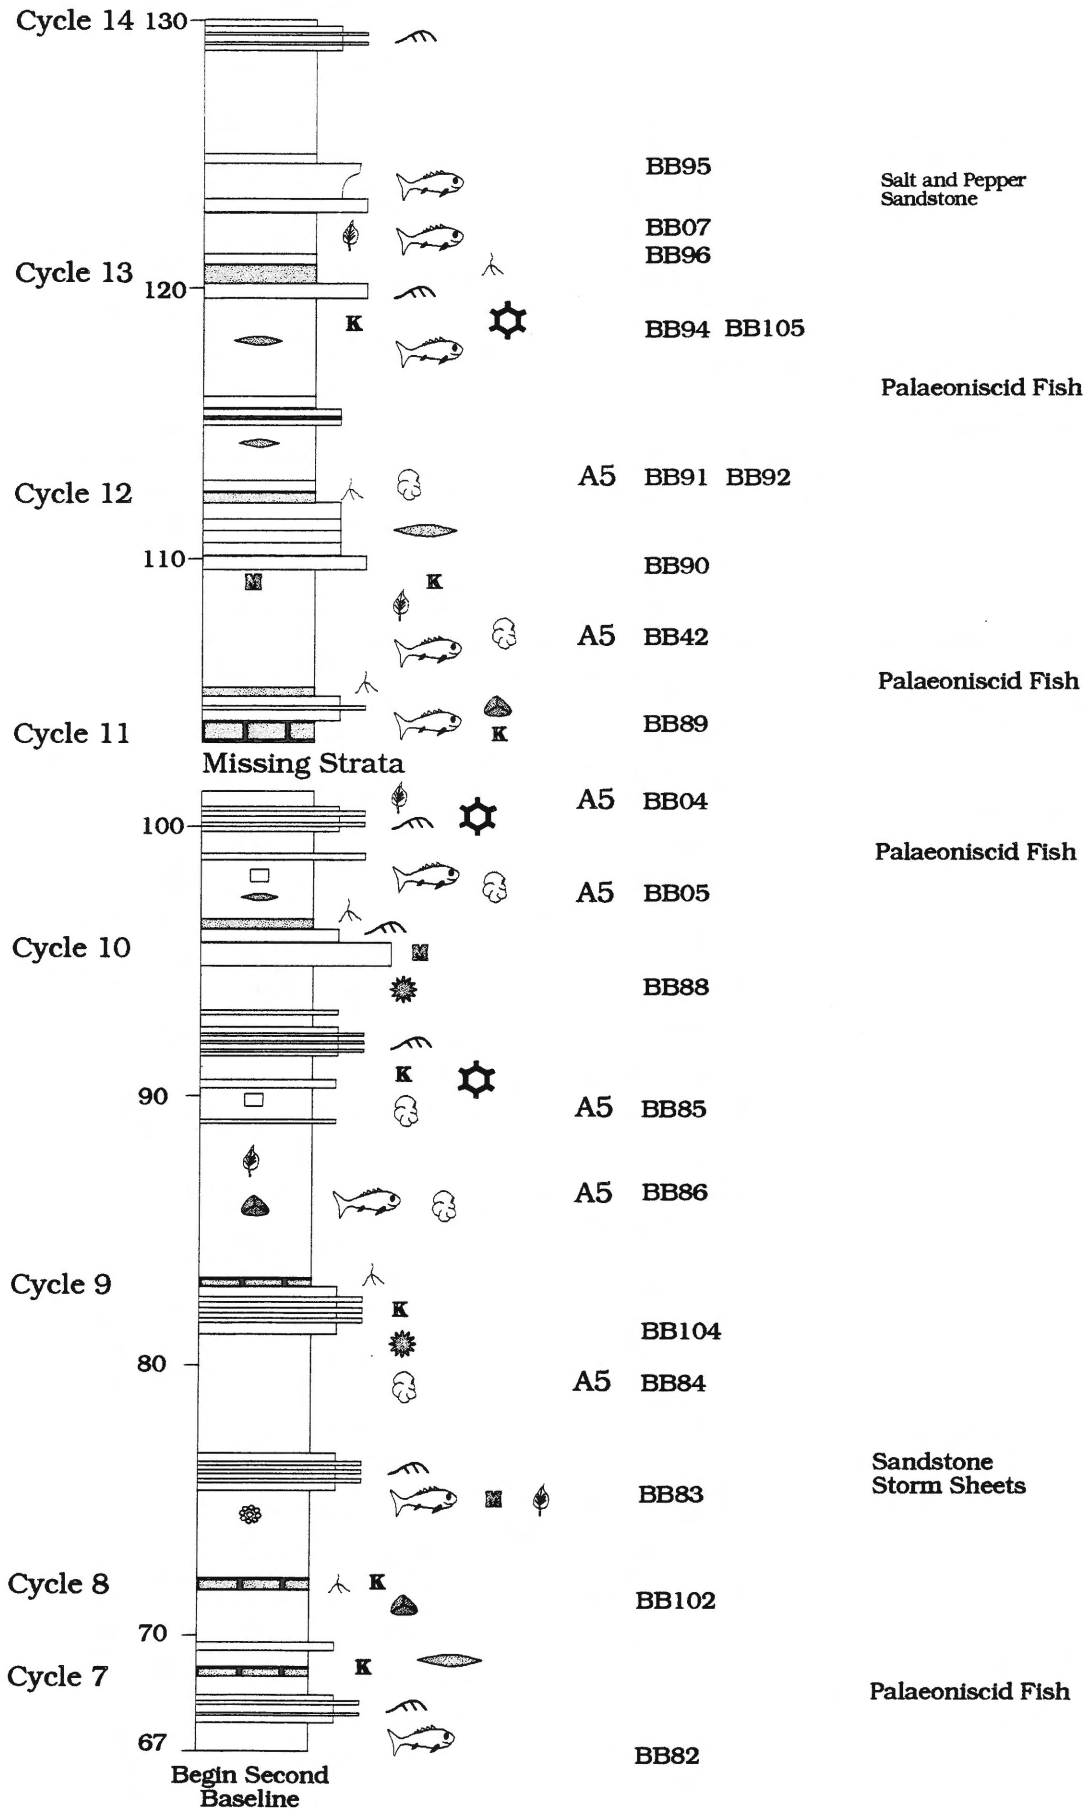 Cycle 14 130
BB95
Salt and Pepper
Sandstone
BB07
BB96
Cycle 13
120
K
BB94 BB105
Palaeoniscid Fish
A5 BB91 BB92
Cycle 12
110
BB90
M K
A5 BB42
Palaeoniscid Fish
BB89
Cycle 11
K
Missing Strata
A5 BB04
100
Palaeoniscid Fish
A5 BB05
Cycle 10
M
BB88
K
90
A5 BB85
A5 BB86
Cycle 9
K
BB104
80
A5 BB84
Sandstone
Storm Sheets
M
BB83
Cycle 8
K
BB102
70
K
Cycle 7
Palaeoniscid Fish
67
BB82
Begin Second
Baseline